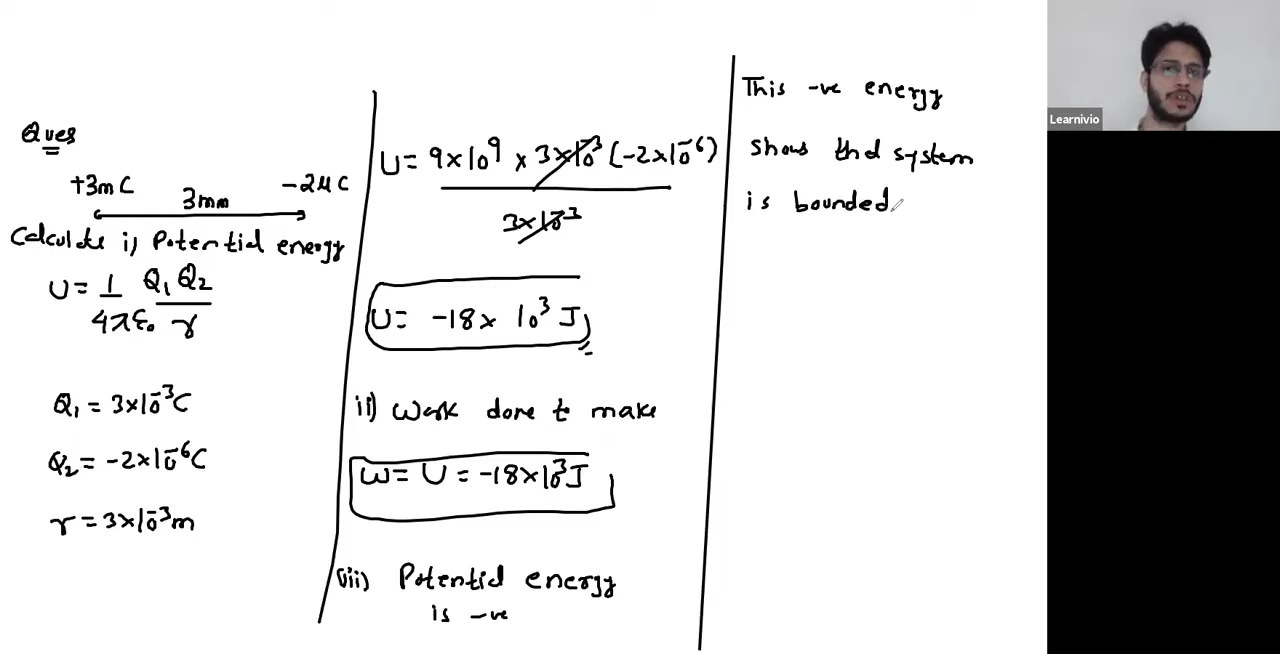 Ques
+3mC 3mm -2μC
Calculate i) Potential energy
U = 1/4πε₀ Q₁Q₂/r
Q₁ = 3×10⁻³C
Q₂ = -2×10⁻⁶C
r = 3×10⁻³m
U = 9×10⁹ × 3×10⁻³ (-2×10⁻⁶)
3×10⁻³
U = -18× 10³ J
ii) Work done to make
W = U = -18×10³J
(iii) Potential energy
is -ve
This -ve energy
shows that system
is bounded
Learnivio